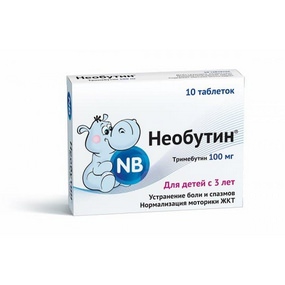 10 таблеток
Необутин®
NB
Тримебутин 100 мг
Для детей с 3 лет
Устранение боли и спазмов
Нормализация моторики ЖКТ